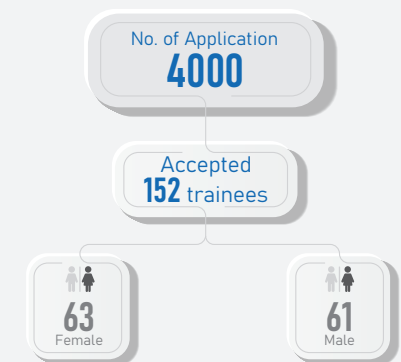 No. of Application
4000
Accepted
152 trainees
63
Female
61
Male